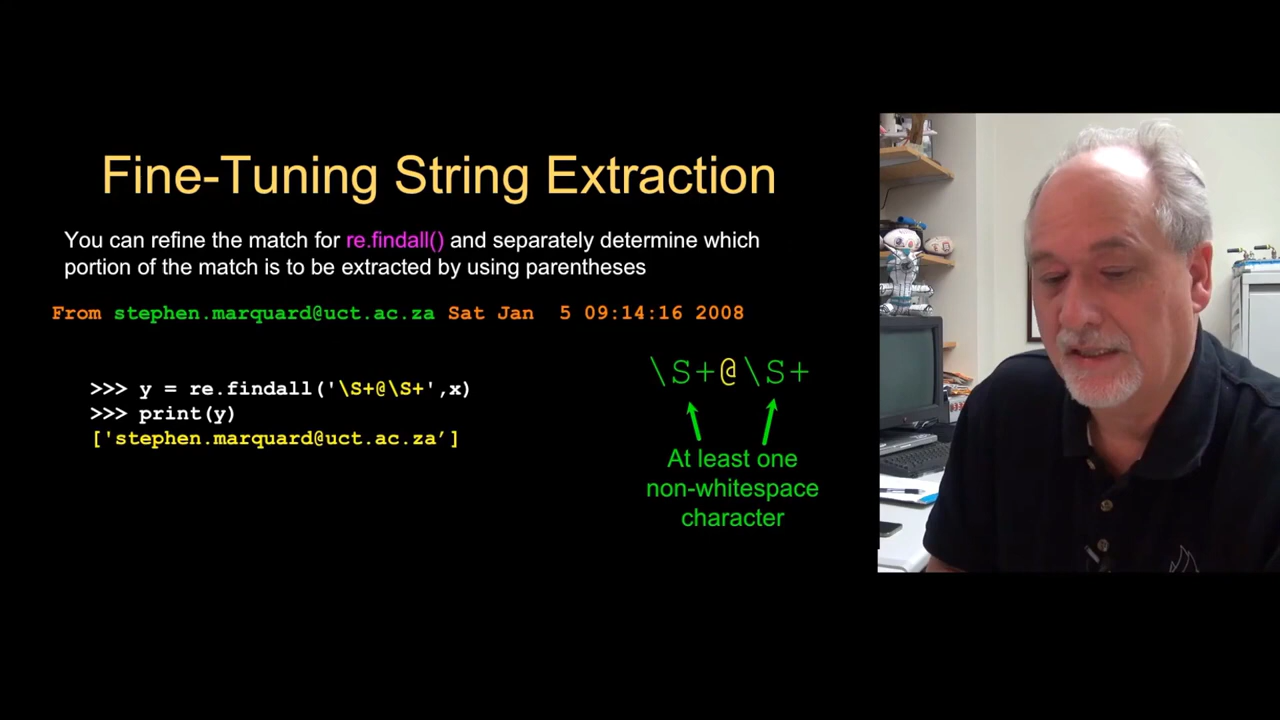 Fine-Tuning String Extraction
You can refine the match for re.findall() and separately determine which
portion of the match is to be extracted by using parentheses
From stephen.marquard@uct.ac.za Sat Jan  5 09:14:16 2008
>>> y = re.findall('\S+@\S+',x)
>>> print(y)
['stephen.marquard@uct.ac.za’]
\S+@\S+
At least one
non-whitespace
character